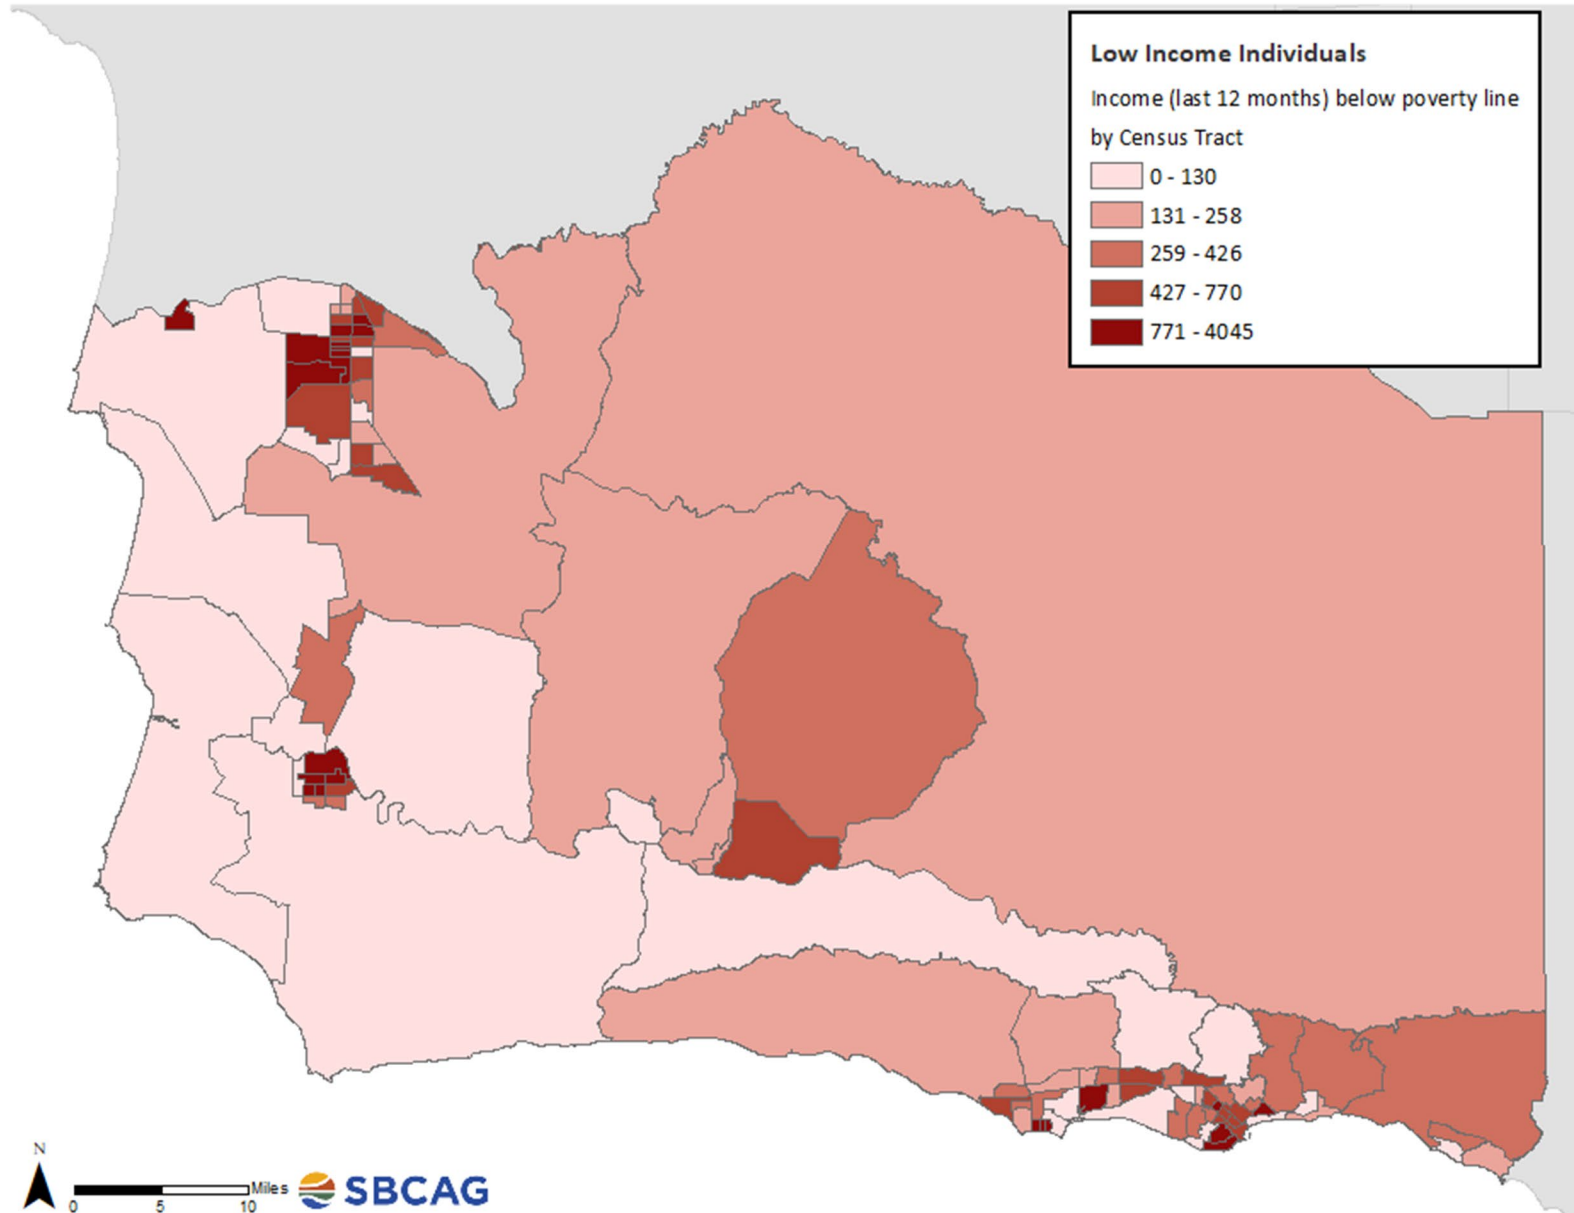 Low Income Individuals
Income (last 12 months) below poverty line
by Census Tract
0 - 130
131 - 258
259 - 426
427 - 770
771 - 4045
N
Miles
0 5 10
SBCAG